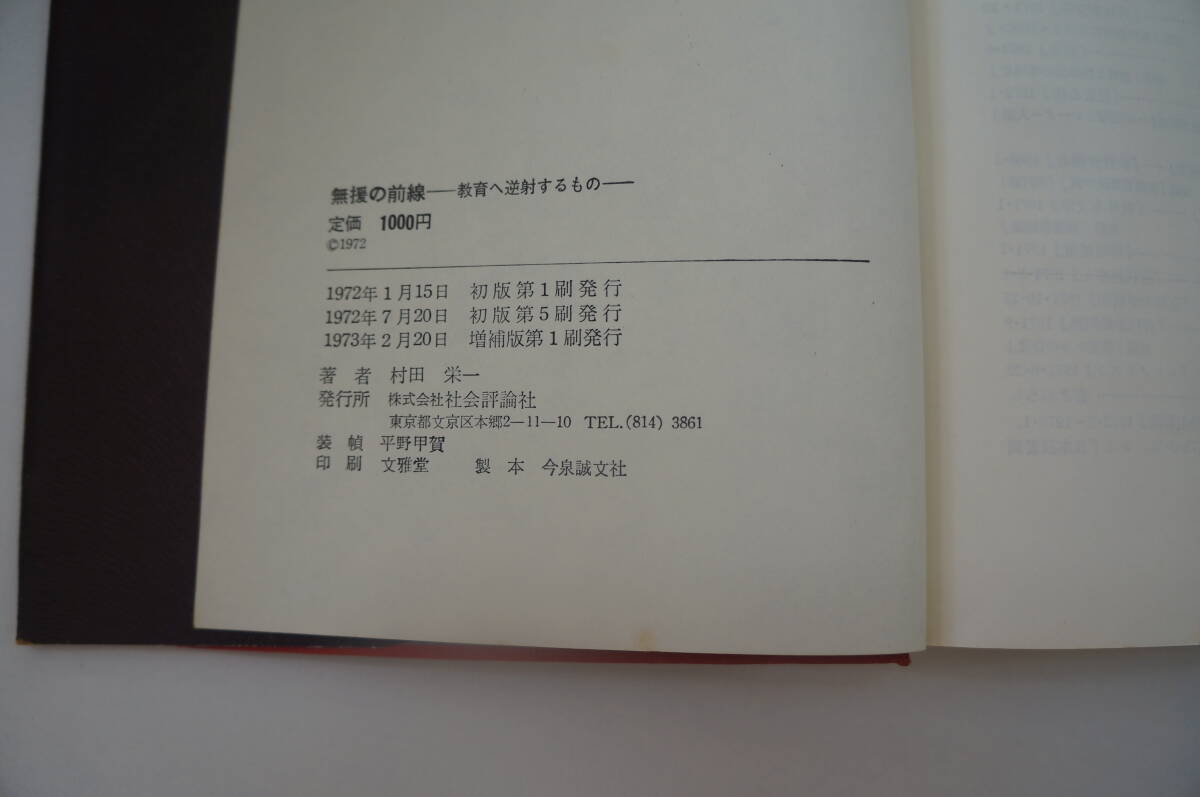 無援の前線——教育へ逆射するもの——
定価 1000円
©1972
1972年1月15日 初版第1刷発行
1972年7月20日 初版第5刷発行
1973年2月20日 増補版第1刷発行
著者 村田 栄一
発行所 株式会社社会評論社
東京都文京区本郷2—11—10 TEL.(814) 3861
装幀 平野甲賀
印刷 文雅堂 製本 今泉誠文社